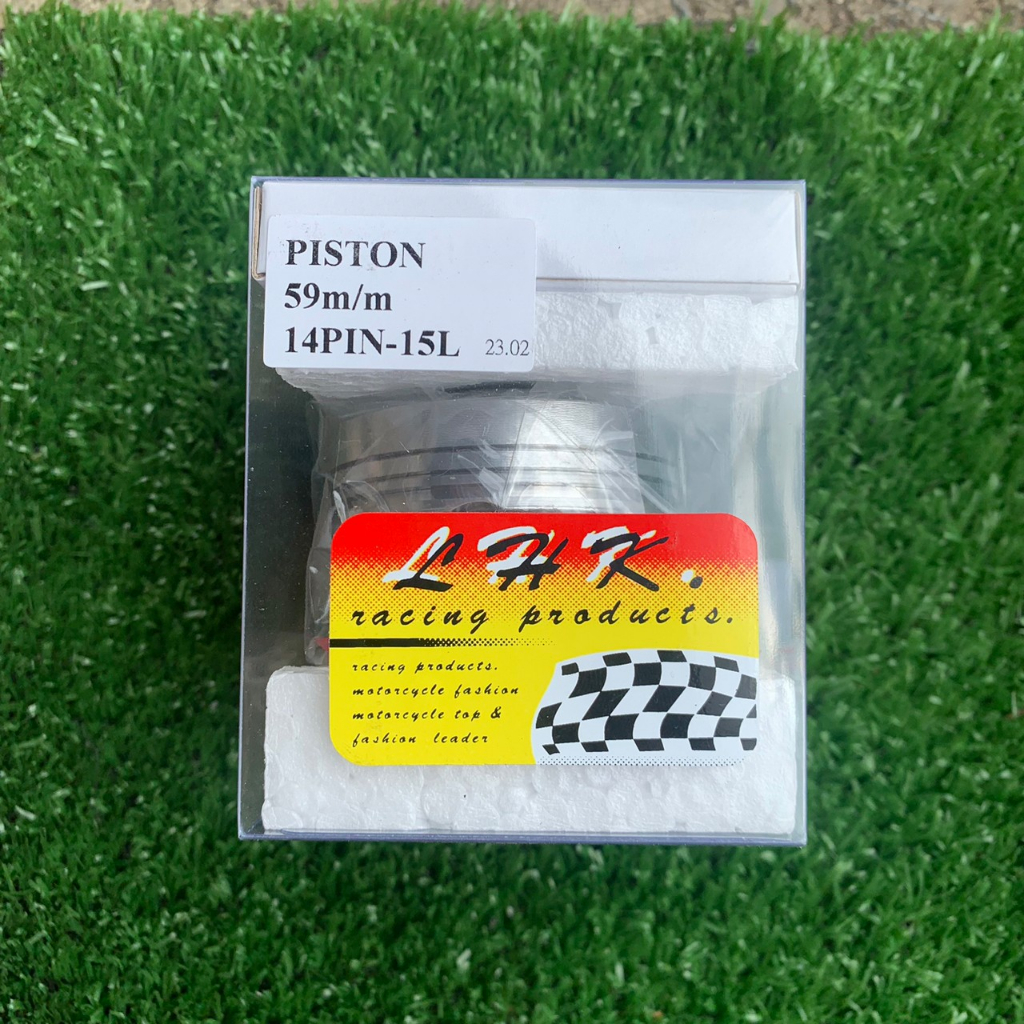 PISTON
59m/m
14PIN-15L 23.02
LHK.
racing products.
racing products.
motorcycle fashion
motorcycle top &
fashion leader